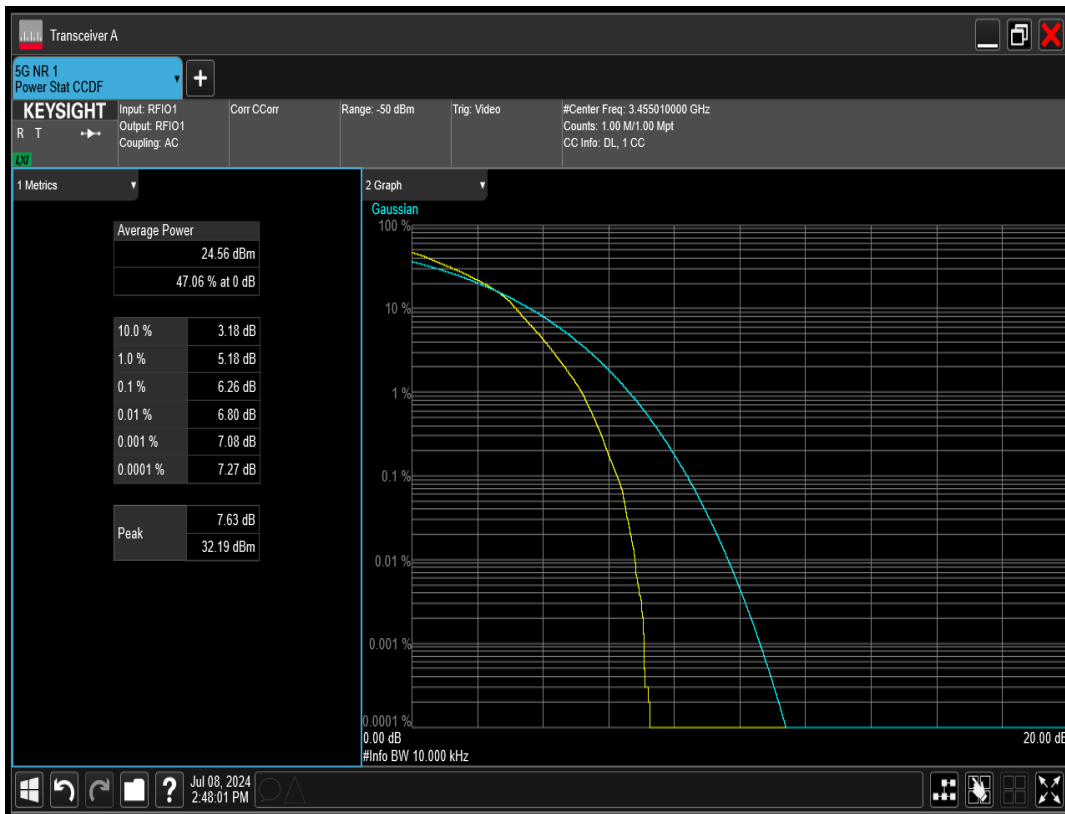 Transceiver A
5G NR 1
Power Stat CCDF
+
KEYSIGHT
R T
LXI
Input: RFIO1
Output: RFIO1
Coupling: AC
Corr CCorr
Range: -50 dBm
Trig: Video
#Center Freq: 3.455010000 GHz
Counts: 1.00 M/1.00 Mpt
CC Info: DL, 1 CC
1 Metrics
Average Power
24.56 dBm
47.06 % at 0 dB
10.0 % 3.18 dB
1.0 % 5.18 dB
0.1 % 6.26 dB
0.01 % 6.80 dB
0.001 % 7.08 dB
0.0001 % 7.27 dB
Peak
7.63 dB
32.19 dBm
2 Graph
Gaussian
100 %
10 %
1 %
0.1 %
0.01 %
0.001 %
0.0001 %
0.00 dB 20.00 dB
#Info BW 10.000 kHz
?
Jul 08, 2024
2:48:01 PM